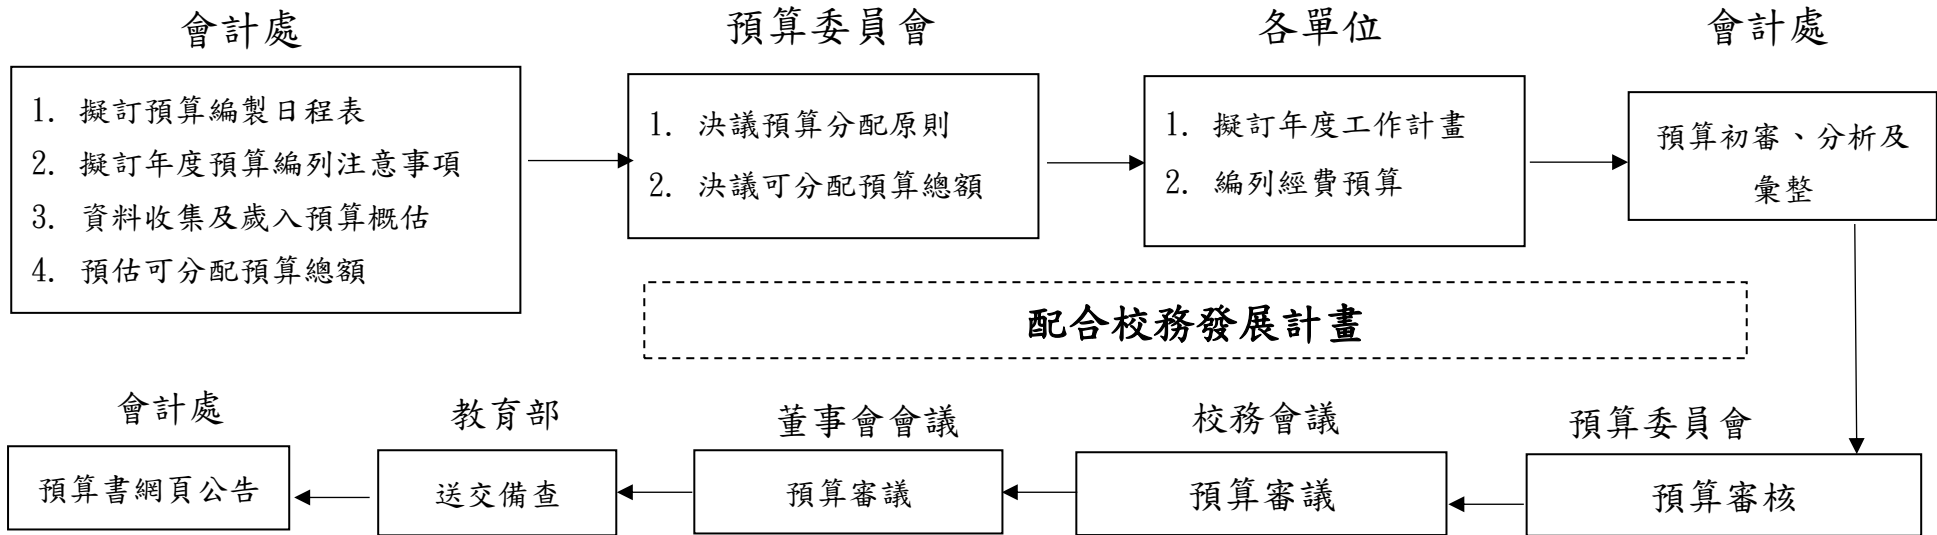 會計處
1. 擬訂預算編製日程表
2. 擬訂年度預算編列注意事項
3. 資料收集及歲入預算概估
4. 預估可分配預算總額
預算委員會
1. 決議預算分配原則
2. 決議可分配預算總額
各單位
1. 擬訂年度工作計畫
2. 編列經費預算
會計處
預算初審、分析及
彙整
配合校務發展計畫
預算委員會
預算審核
校務會議
預算審議
董事會會議
預算審議
教育部
送交備查
會計處
預算書網頁公告